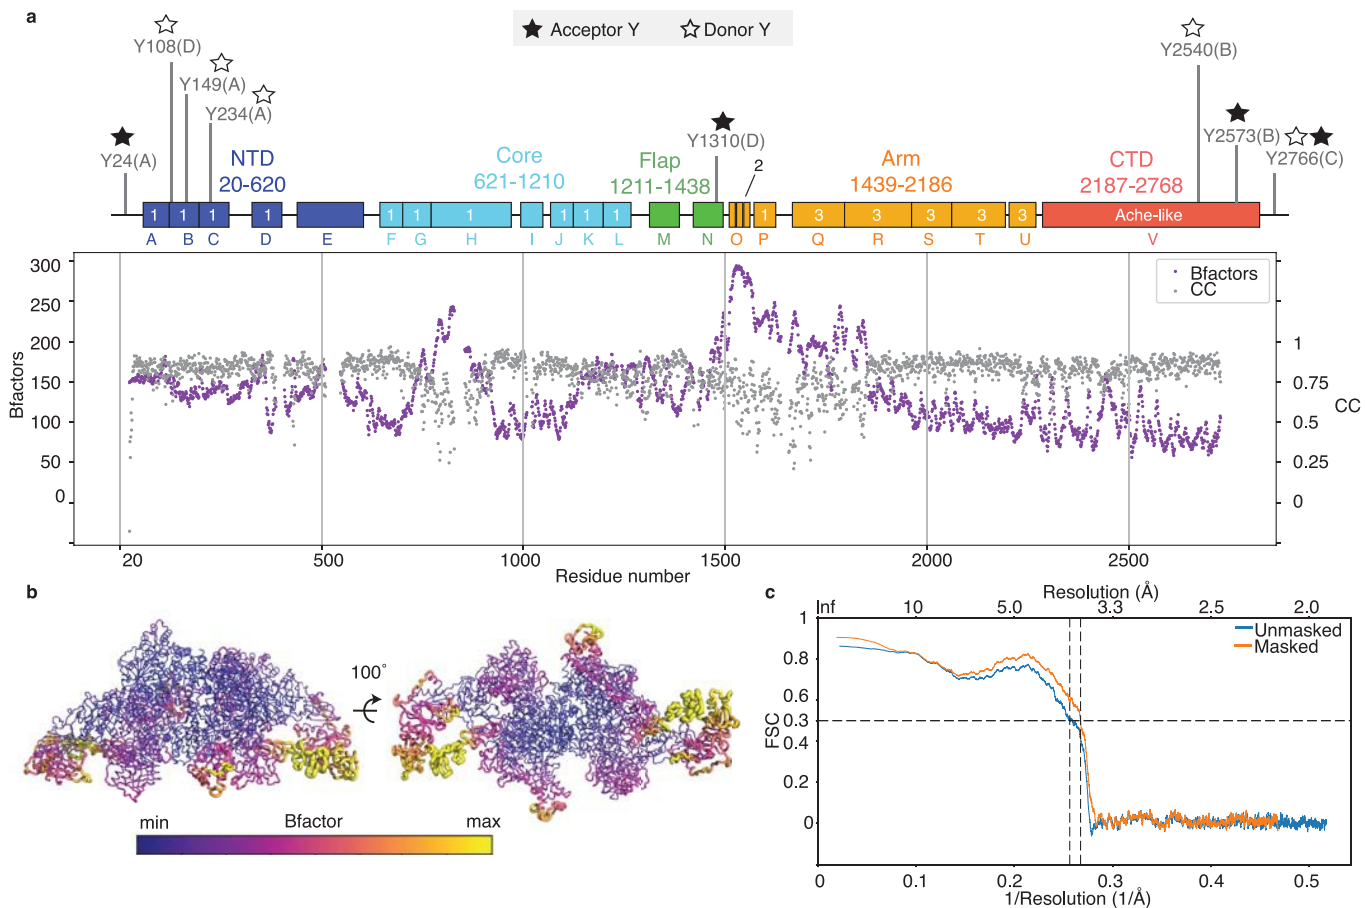 a
Acceptor Y
Donor Y
Y108(D)
Y2540(B)
Y149(A)
Y234(A)
Y1310(D)
Y2573(B)
Y24(A)
Y2766(C)
NTD
20-620
Core
621-1210
Flap
1211-1438
2
Arm
1439-2186
CTD
2187-2768
1 1 1 1 1 1 1 1 1 1 3 3 3 3 3 Ache-like
A B C D E F G H I J K L M N O P Q R S T U V
300
250
200
150
100
50
0
Bfactors
Bfactors
CC
1
0.75
0.5
0.25
0
CC
20 500 1000 1500 2000 2500
Residue number
b
100°
min Bfactor max
c
Resolution (Å)
Inf 10 5.0 3.3 2.5 2.0
Unmasked
Masked
1
0.8
0.6
0.3
0.4
0.2
0
FSC
0 0.1 0.2 0.3 0.4 0.5
1/Resolution (1/Å)